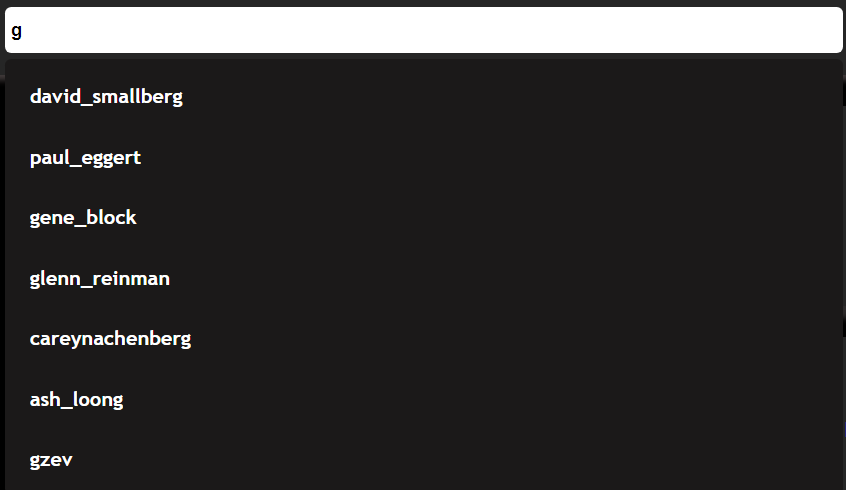 g
david_smallberg
paul_eggert
gene_block
glenn_reinman
careynachenberg
ash_loong
gzev